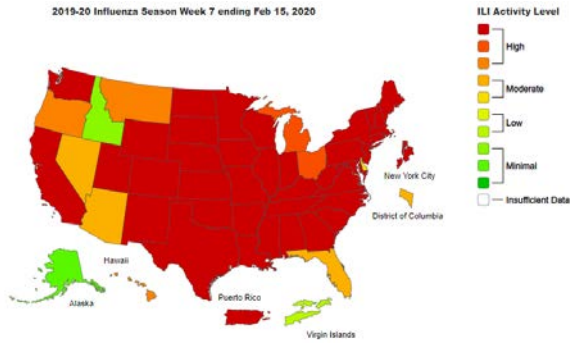 2019-20 Influenza Season Week 7 ending Feb 15, 2020
ILI Activity Level
High
Moderate
Low
Minimal
Insufficient Data
New York City
District of Columbia
Hawaii
Alaska
Puerto Rico
Virgin Islands